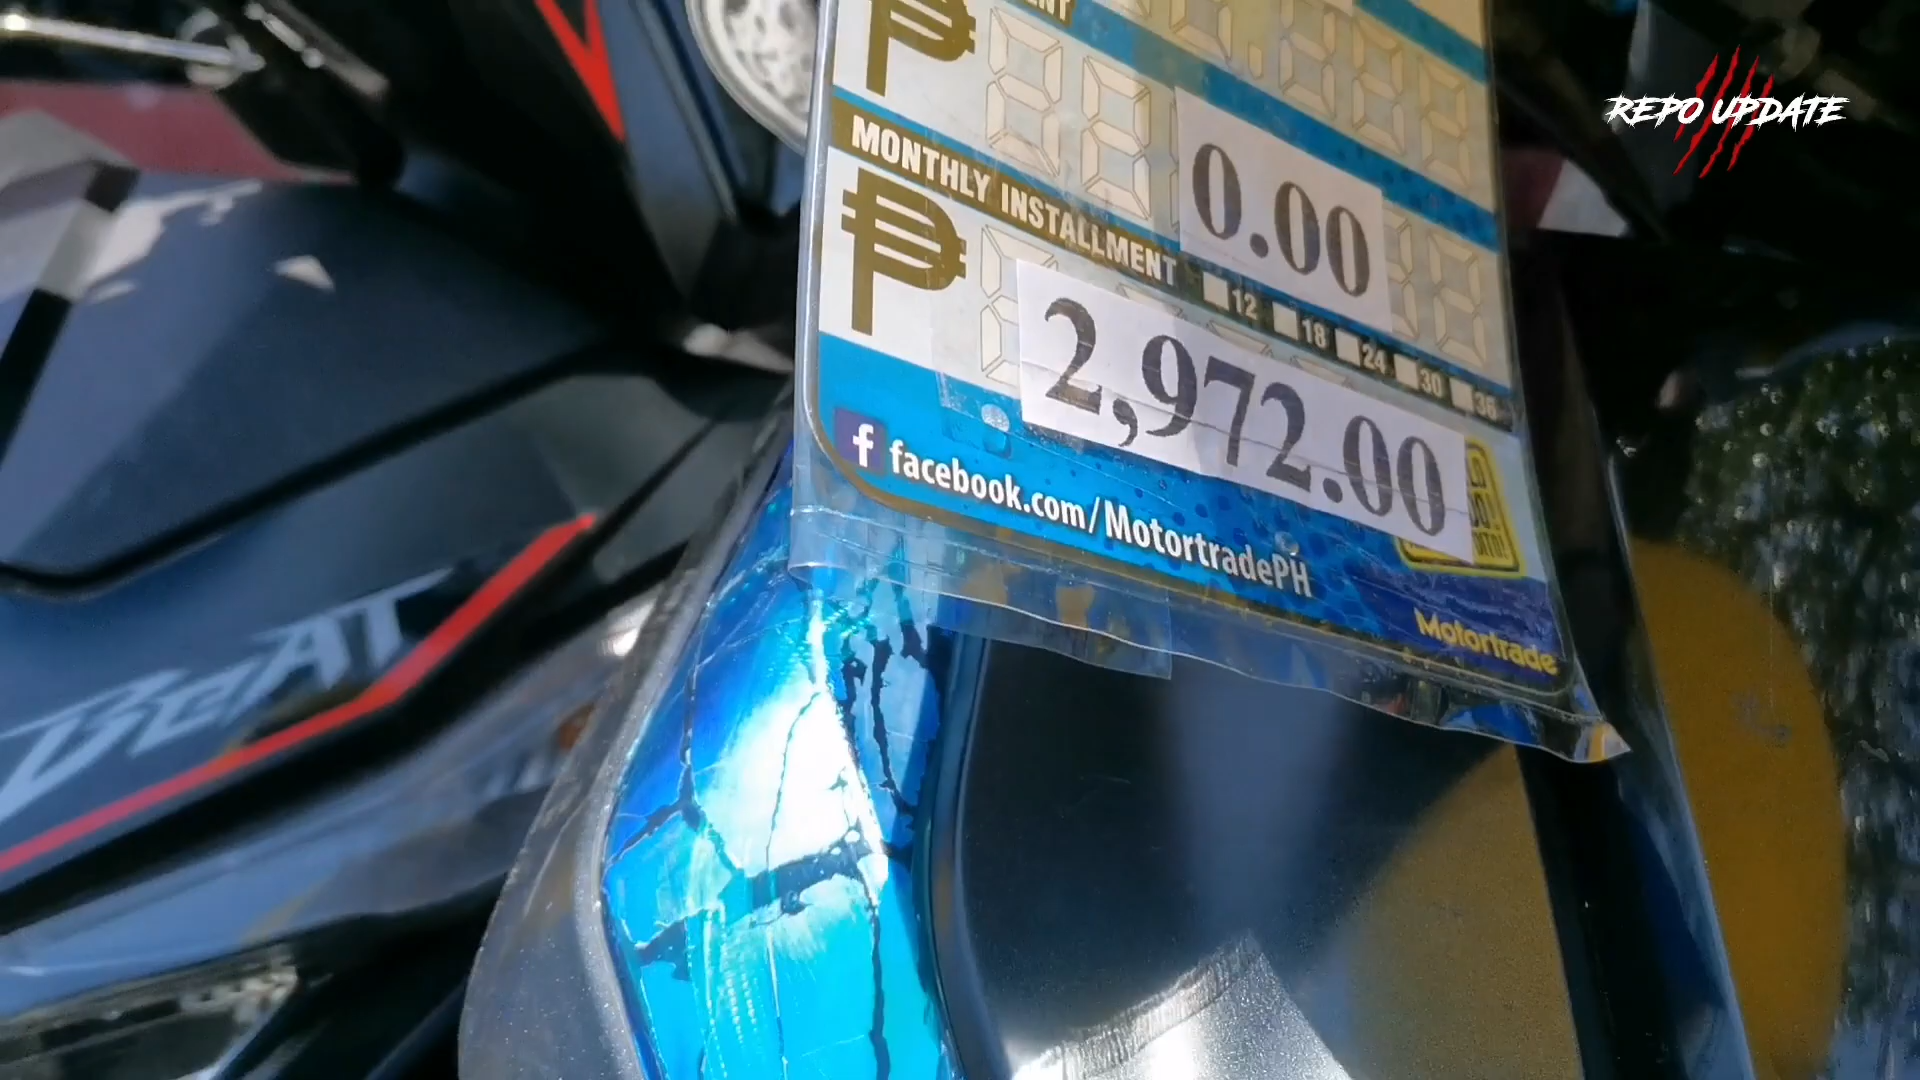 REPO UPDATE
₱
0.00
MONTHLY INSTALLMENT 12 18 24 30 36
₱ 2,972.00
f facebook.com/MotortradePH
Motortrade
BeAT